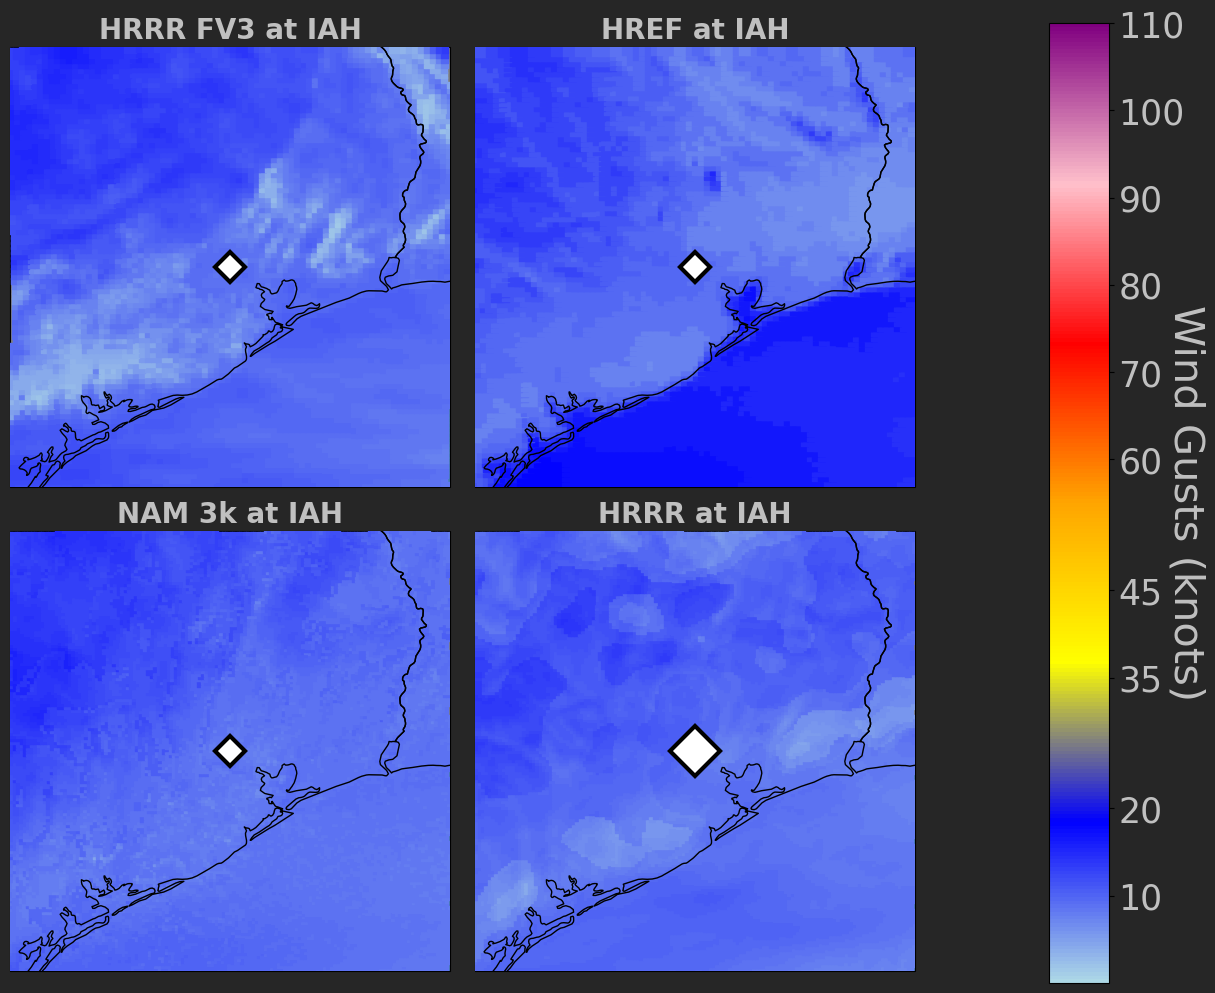 HRRR FV3 at IAH
HREF at IAH
NAM 3k at IAH
HRRR at IAH
110
100
90
80
70
60
45
35
20
10
Wind Gusts (knots)